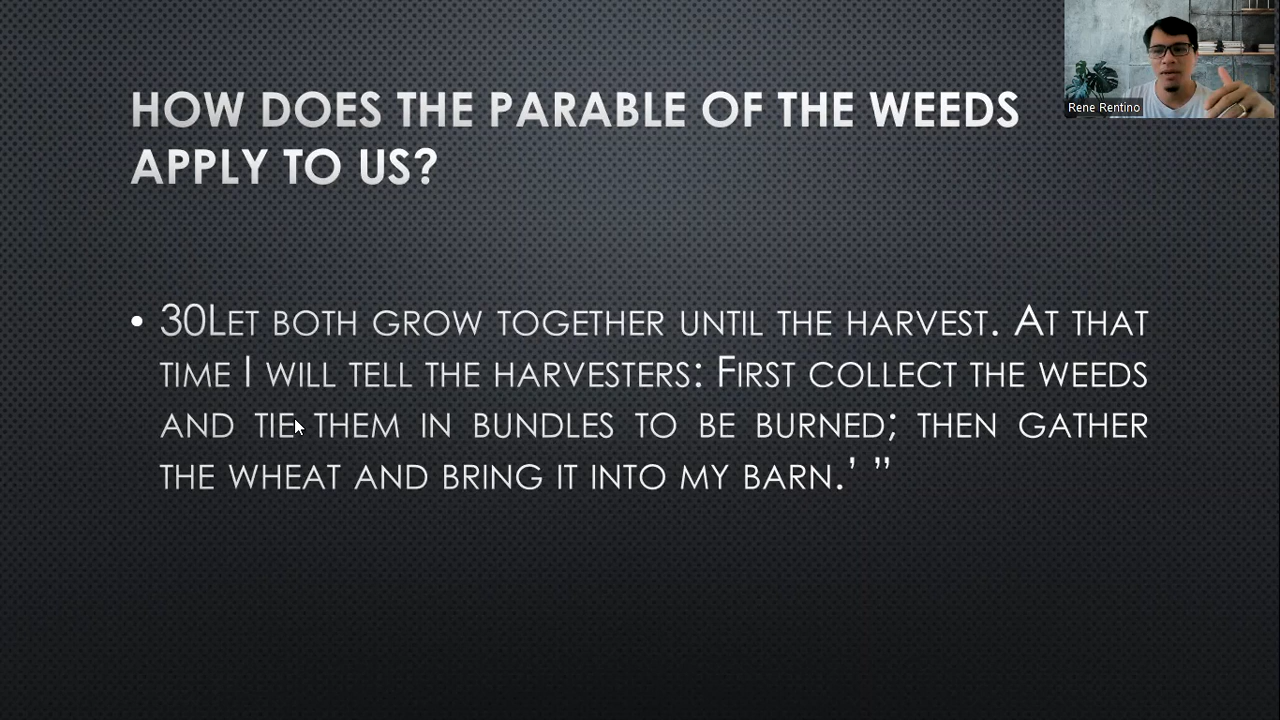 HOW DOES THE PARABLE OF THE WEEDS
APPLY TO US?
Rene Rentino
• 30LET BOTH GROW TOGETHER UNTIL THE HARVEST. AT THAT
TIME I WILL TELL THE HARVESTERS: FIRST COLLECT THE WEEDS
AND TIE THEM IN BUNDLES TO BE BURNED; THEN GATHER
THE WHEAT AND BRING IT INTO MY BARN.’ ”